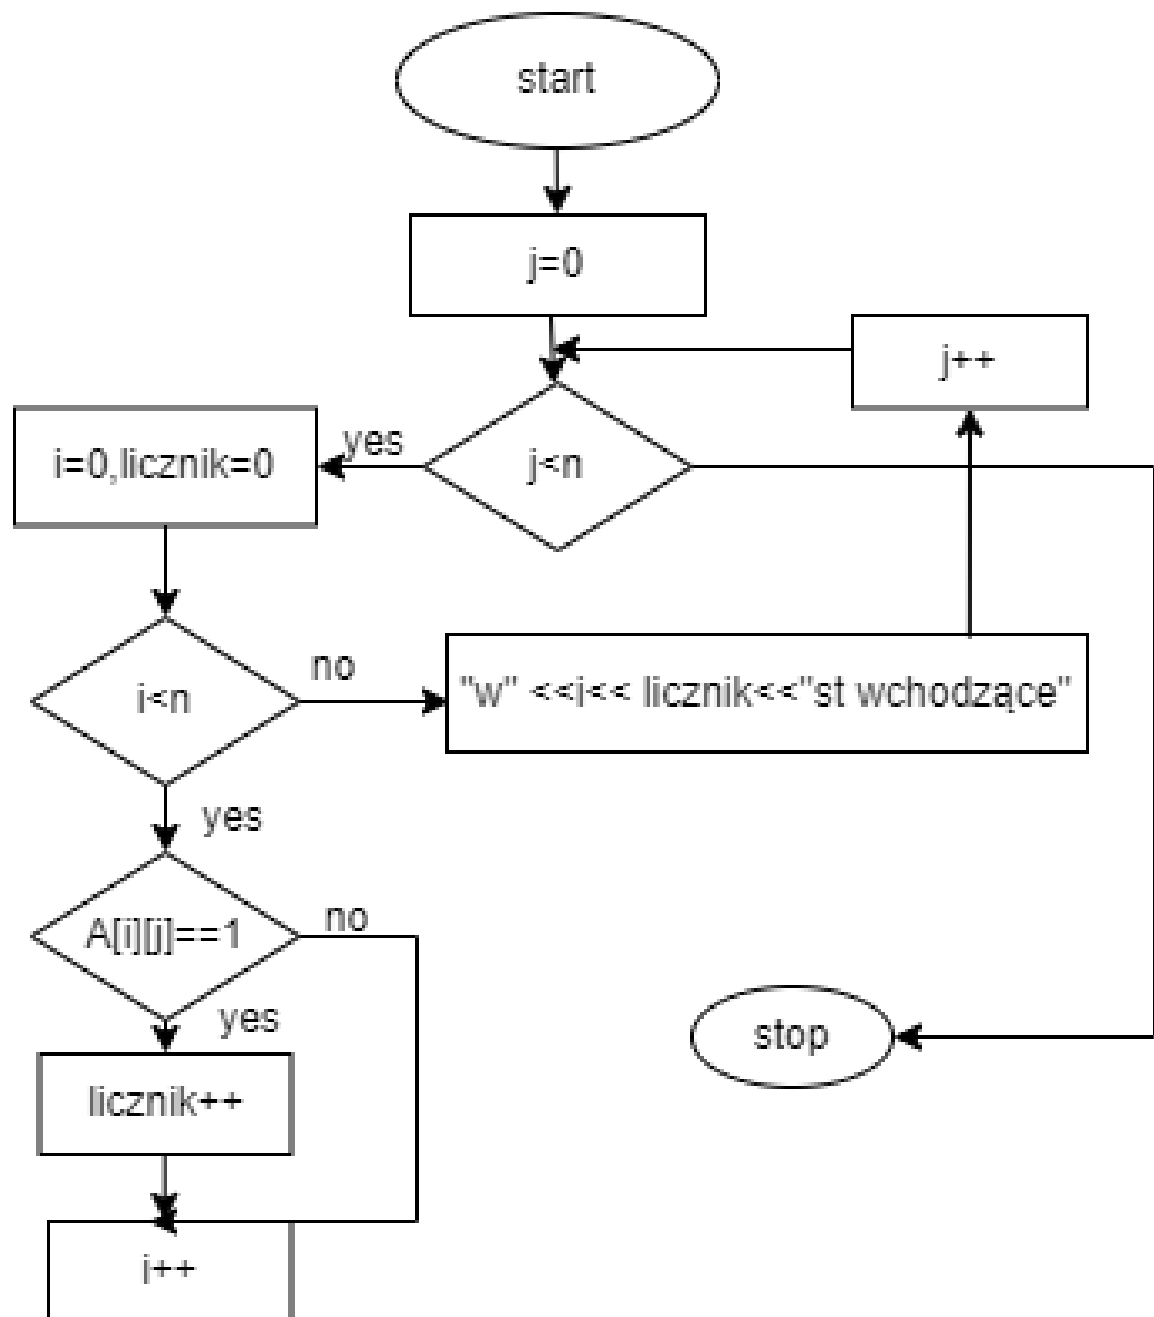 start
j=0
j++
yes
j<n
i=0,licznik=0
no
i<n
"w" <<i<< licznik<<"st wchodzące"
yes
no
A[i][j]==1
yes
licznik++
stop
i++